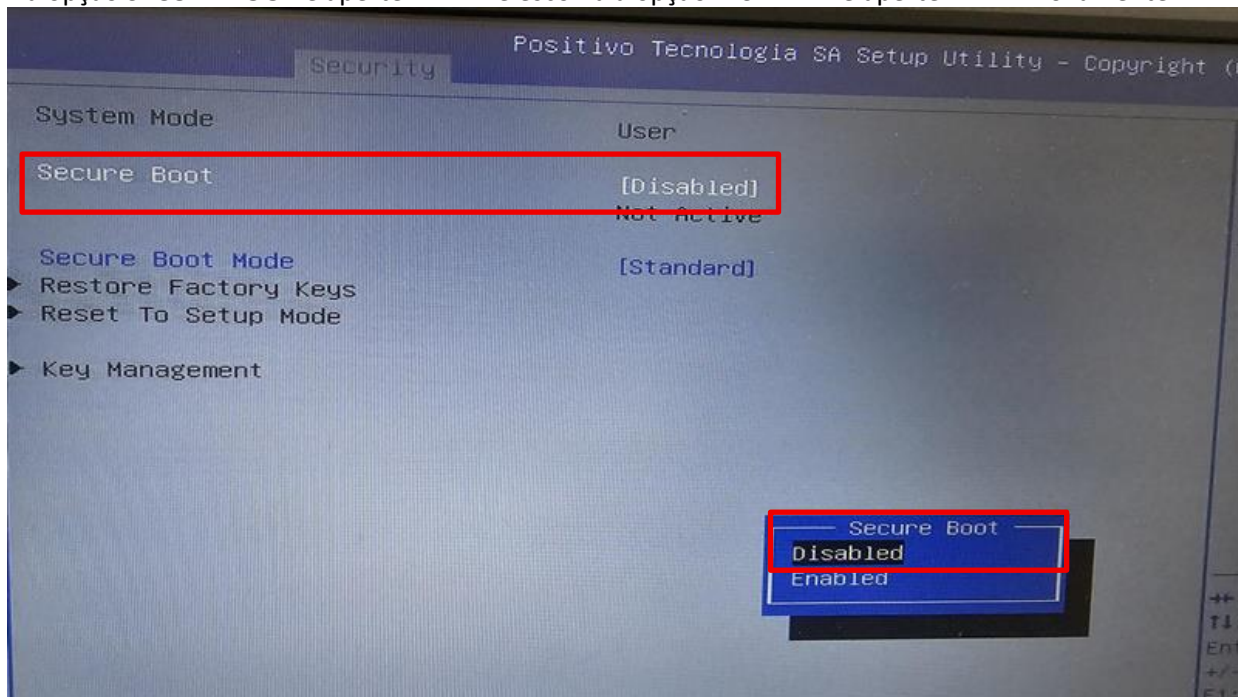 Positivo Tecnologia SA Setup Utility – Copyright (
Security
System Mode User
Secure Boot [Disabled]
Not Active
Secure Boot Mode [Standard]
Restore Factory Keys
Reset To Setup Mode
Key Management
Secure Boot
Disabled
Enabled